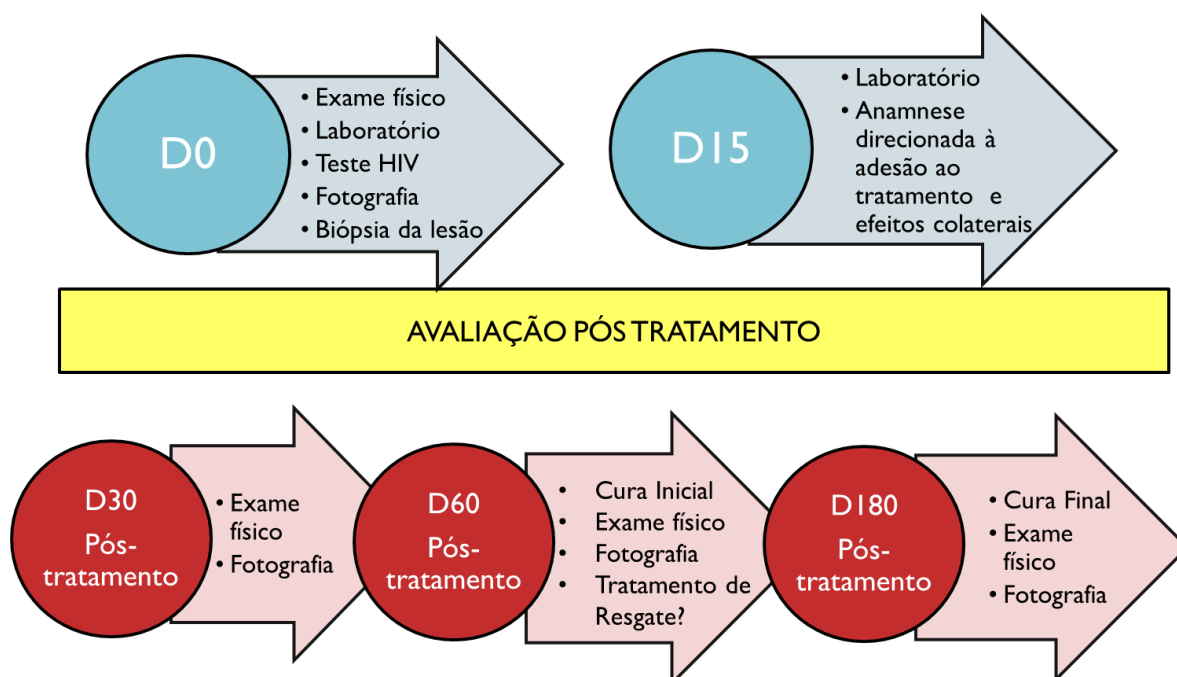 D0
• Exame físico
• Laboratório
• Teste HIV
• Fotografia
• Biópsia da lesão
D15
• Laboratório
• Anamnese
direcionada à
adesão ao
tratamento e
efeitos colaterais
AVALIAÇÃO PÓS TRATAMENTO
D30
Pós-
tratamento
• Exame
físico
• Fotografia
D60
Pós-
tratamento
• Cura Inicial
• Exame físico
• Fotografia
• Tratamento de
Resgate?
D180
Pós-
tratamento
• Cura Final
• Exame
físico
• Fotografia